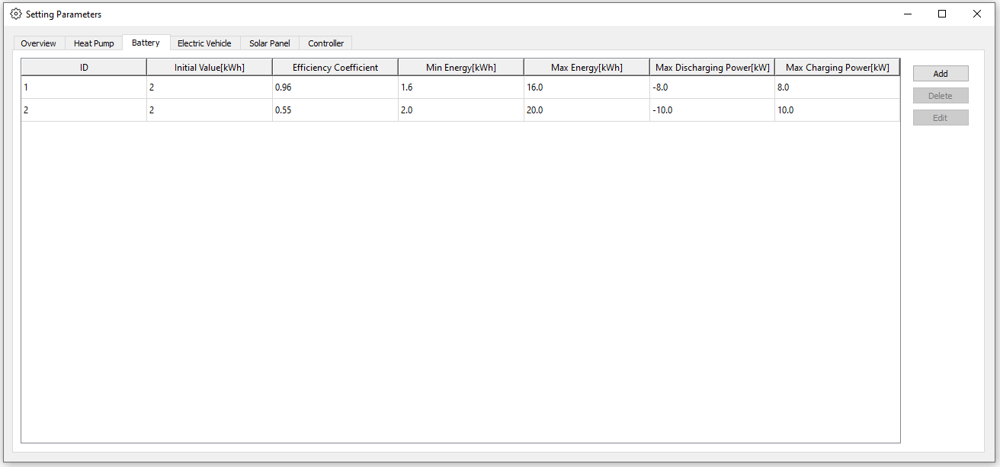 Setting Parameters
Overview Heat Pump Battery Electric Vehicle Solar Panel Controller
ID Initial Value[kWh] Efficiency Coefficient Min Energy[kWh] Max Energy[kWh] Max Discharging Power[kW] Max Charging Power[kW]
1 2 0.96 1.6 16.0 -8.0 8.0
2 2 0.55 2.0 20.0 -10.0 10.0
Add
Delete
Edit